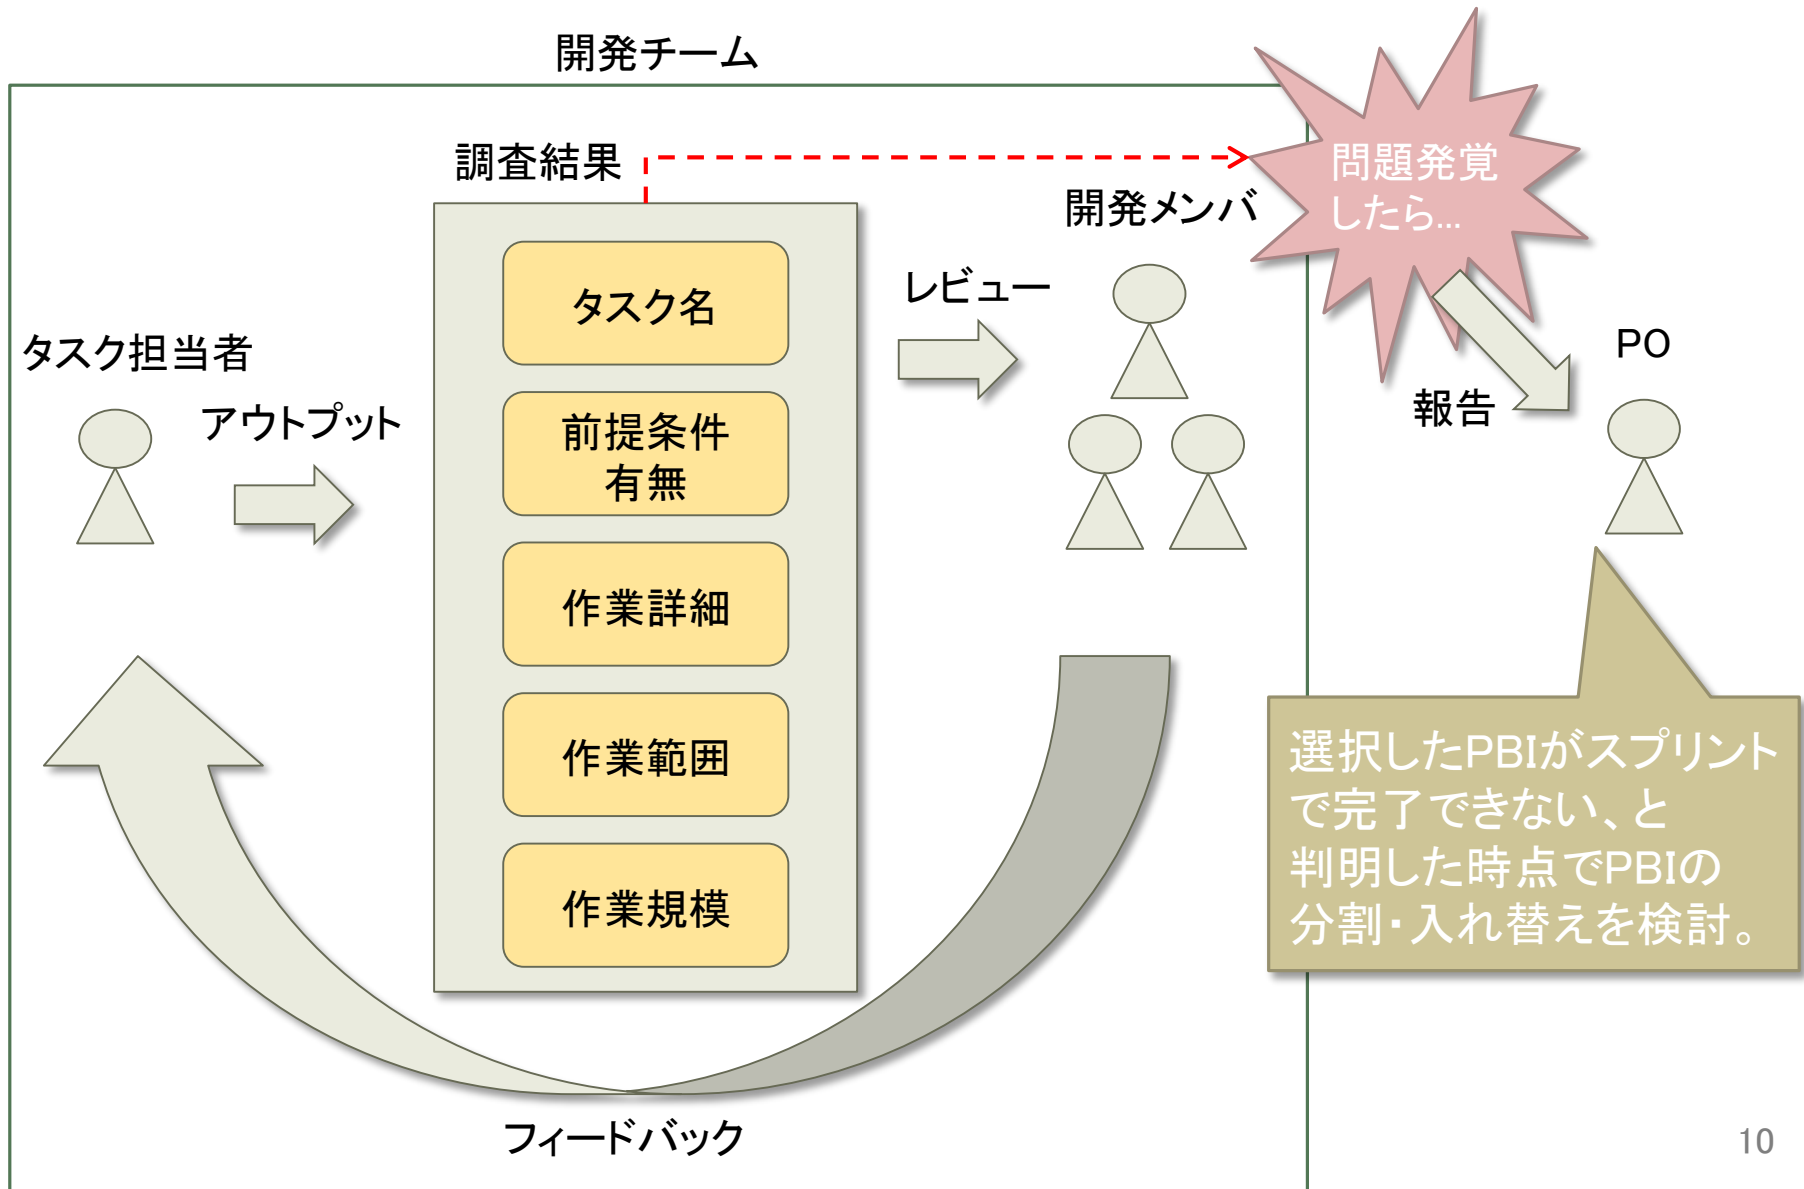 開発チーム
調査結果
問題発覚
したら...
開発メンバ
レビュー
タスク名
タスク担当者
アウトプット
PO
報告
前提条件
有無
作業詳細
作業範囲
作業規模
選択したPBIがスプリント
で完了できない、と
判明した時点でPBIの
分割・入れ替えを検討。
フィードバック
10